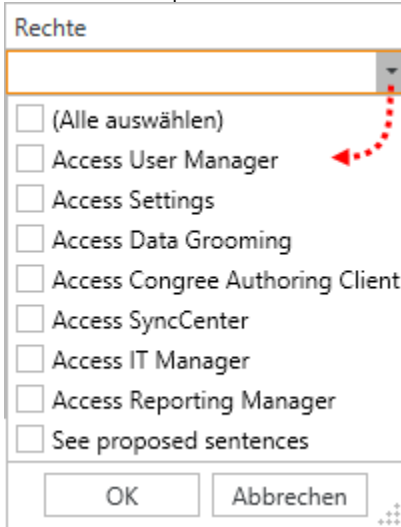 Rechte
(Alle auswählen)
Access User Manager
Access Settings
Access Data Grooming
Access Congree Authoring Client
Access SyncCenter
Access IT Manager
Access Reporting Manager
See proposed sentences
OK Abbrechen